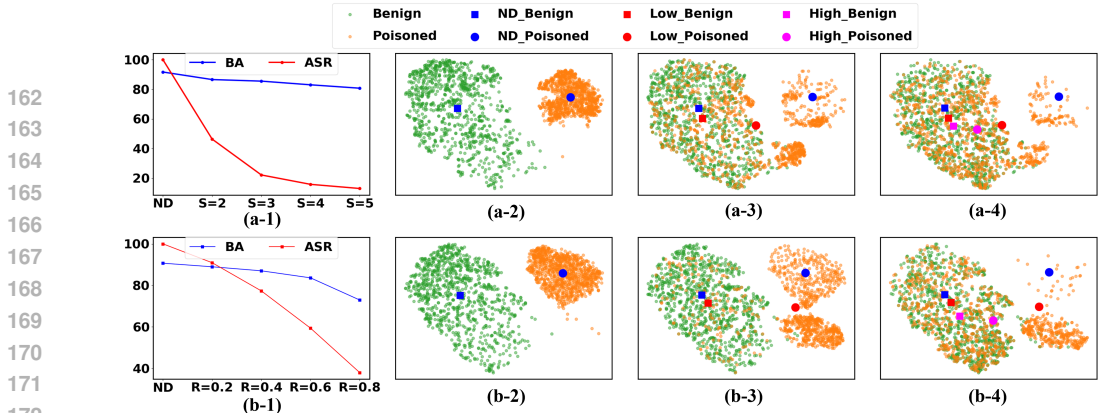 Benign ND_Benign Low_Benign High_Benign
Poisoned ND_Poisoned Low_Poisoned High_Poisoned
162
163
164
165
166
167
168
169
170
171
BA ASR
100
80
60
40
20
ND S=2 S=3 S=4 S=5
(a-1) (a-2) (a-3) (a-4)
BA ASR
100
80
60
40
ND R=0.2 R=0.4 R=0.6 R=0.8
(b-1) (b-2) (b-3) (b-4)